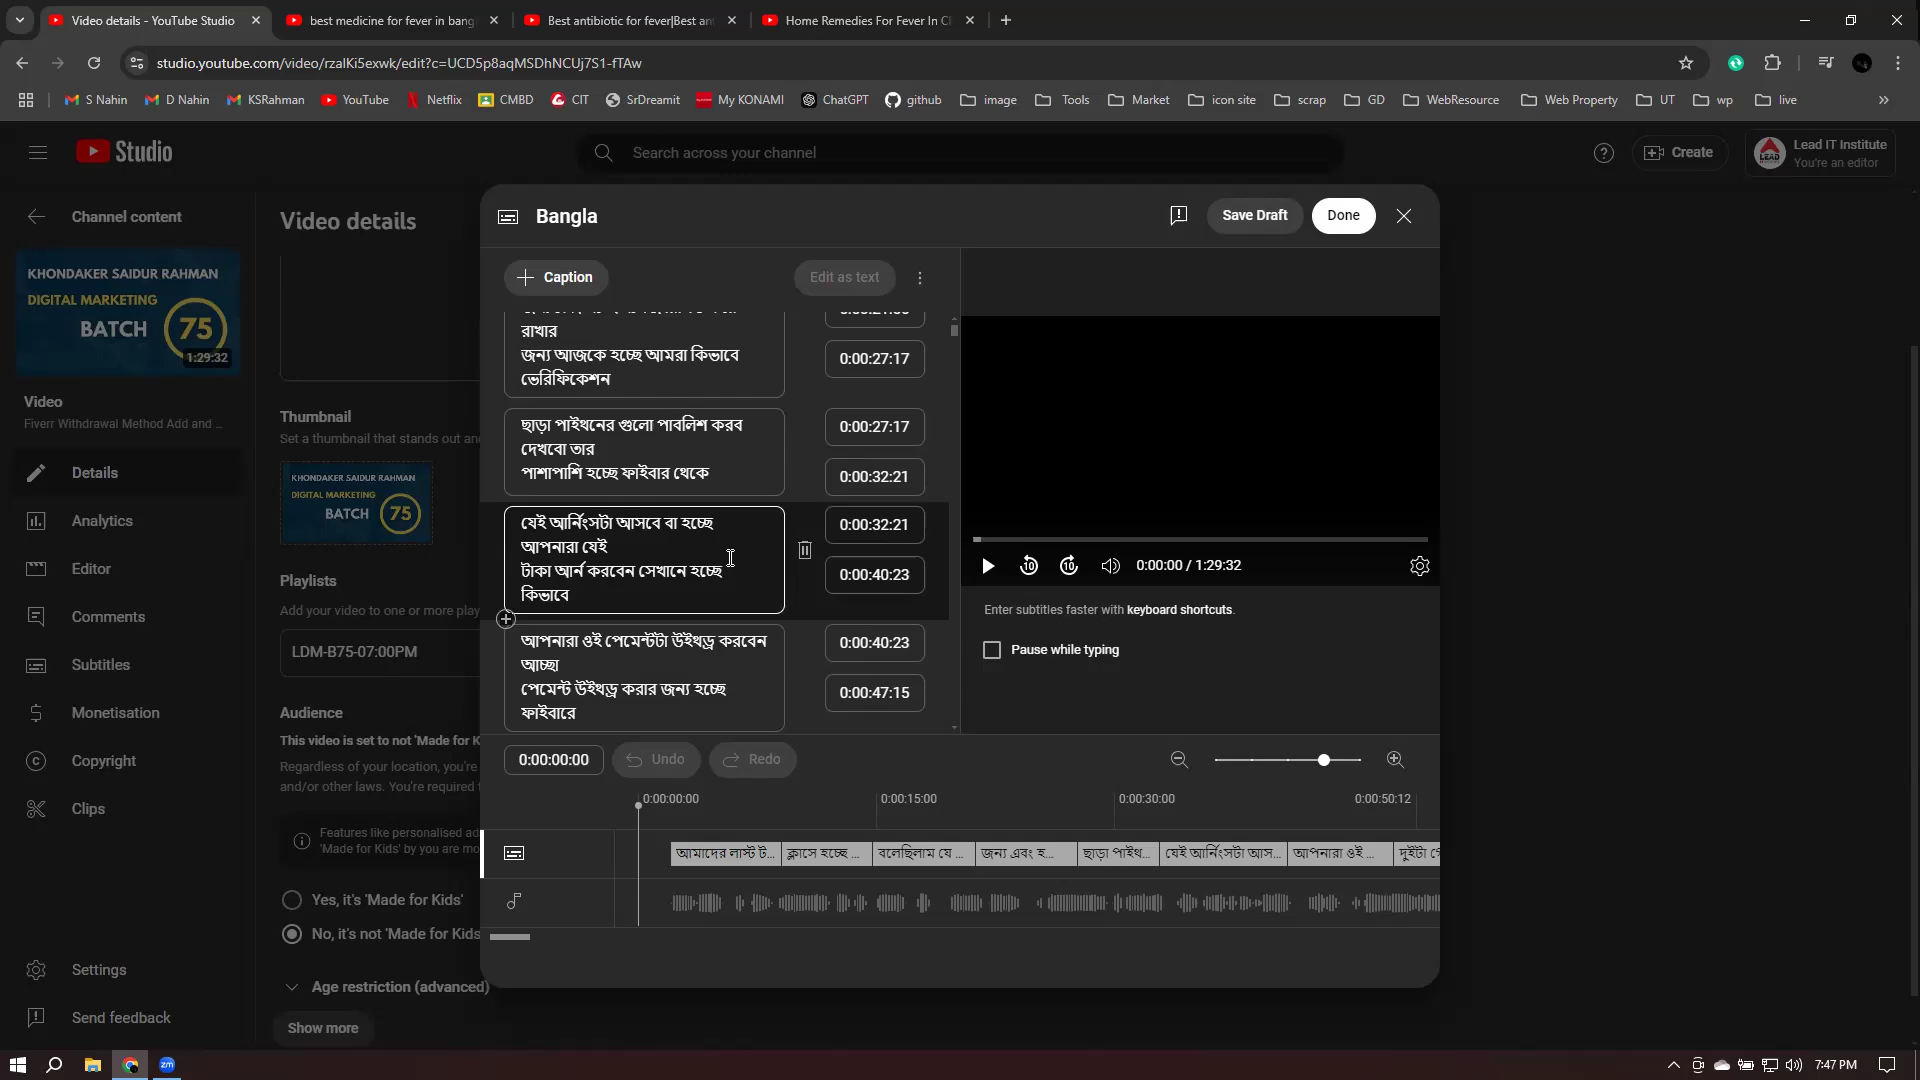 Video details - YouTube Studio
best medicine for fever in bang
Best antibiotic for fever|Best an
Home Remedies For Fever In C
studio.youtube.com/video/rzalKi5exwk/edit?c=UCD5p8aqMSDhNCUj7S1-fTAw
S Nahin
D Nahin
KSRahman
YouTube
Netflix
CMBD
CIT
SrDreamit
My KONAMI
ChatGPT
github
image
Tools
Market
icon site
scrap
GD
WebResource
Web Property
UT
wp
live
Studio
Search across your channel
Create
Lead IT Institute
You're an editor
Channel content
KHONDAKER SAIDUR RAHMAN
DIGITAL MARKETING
BATCH 75
1:29:32
Video
Fiverr Withdrawal Method Add and ...
Details
Analytics
Editor
Comments
Subtitles
Monetisation
Copyright
Clips
Settings
Send feedback
Video details
Thumbnail
Set a thumbnail that stands out and
KHONDAKER SAIDUR RAHMAN
DIGITAL MARKETING
BATCH 75
Playlists
Add your video to one or more play
LDM-B75-07:00PM
Audience
This video is set to not 'Made for K
Regardless of your location, you're
and/or other laws. You're required t
Features like personalised ad
'Made for Kids' by you are mo
Yes, it's 'Made for Kids'
No, it's not 'Made for Kids
Age restriction (advanced)
Show more
Bangla
Save Draft
Done
Caption
Edit as text
রাখার
জন্য আজকে হচ্ছে আমরা কিভাবে
ভেরিফিকেশন
0:00:27:17
ছাড়া পাইথনের গুলো পাবলিশ করব
দেখবো তার
পাশাপাশি হচ্ছে ফাইবার থেকে
0:00:27:17
0:00:32:21
যেই আর্নিংসটা আসবে বা হচ্ছে
আপনারা যেই
টাকা আর্ন করবেন সেখানে হচ্ছে
কিভাবে
0:00:32:21
0:00:40:23
আপনারা ওই পেমেন্টটা উইথড্র করবেন
আচ্ছা
পেমেন্ট উইথড্র করার জন্য হচ্ছে
ফাইবারে
0:00:40:23
0:00:47:15
0:00:00 / 1:29:32
Enter subtitles faster with keyboard shortcuts.
Pause while typing
0:00:00:00
Undo
Redo
0:00:00:00
0:00:15:00
0:00:30:00
0:00:50:12
আমাদের লাস্ট ট...
ক্লাসে হচ্ছে ...
বলেছিলাম যে ...
জন্য এবং হ...
ছাড়া পাইথ...
যেই আর্নিংসটা আস...
আপনারা ওই ...
দুইটা
7:47 PM